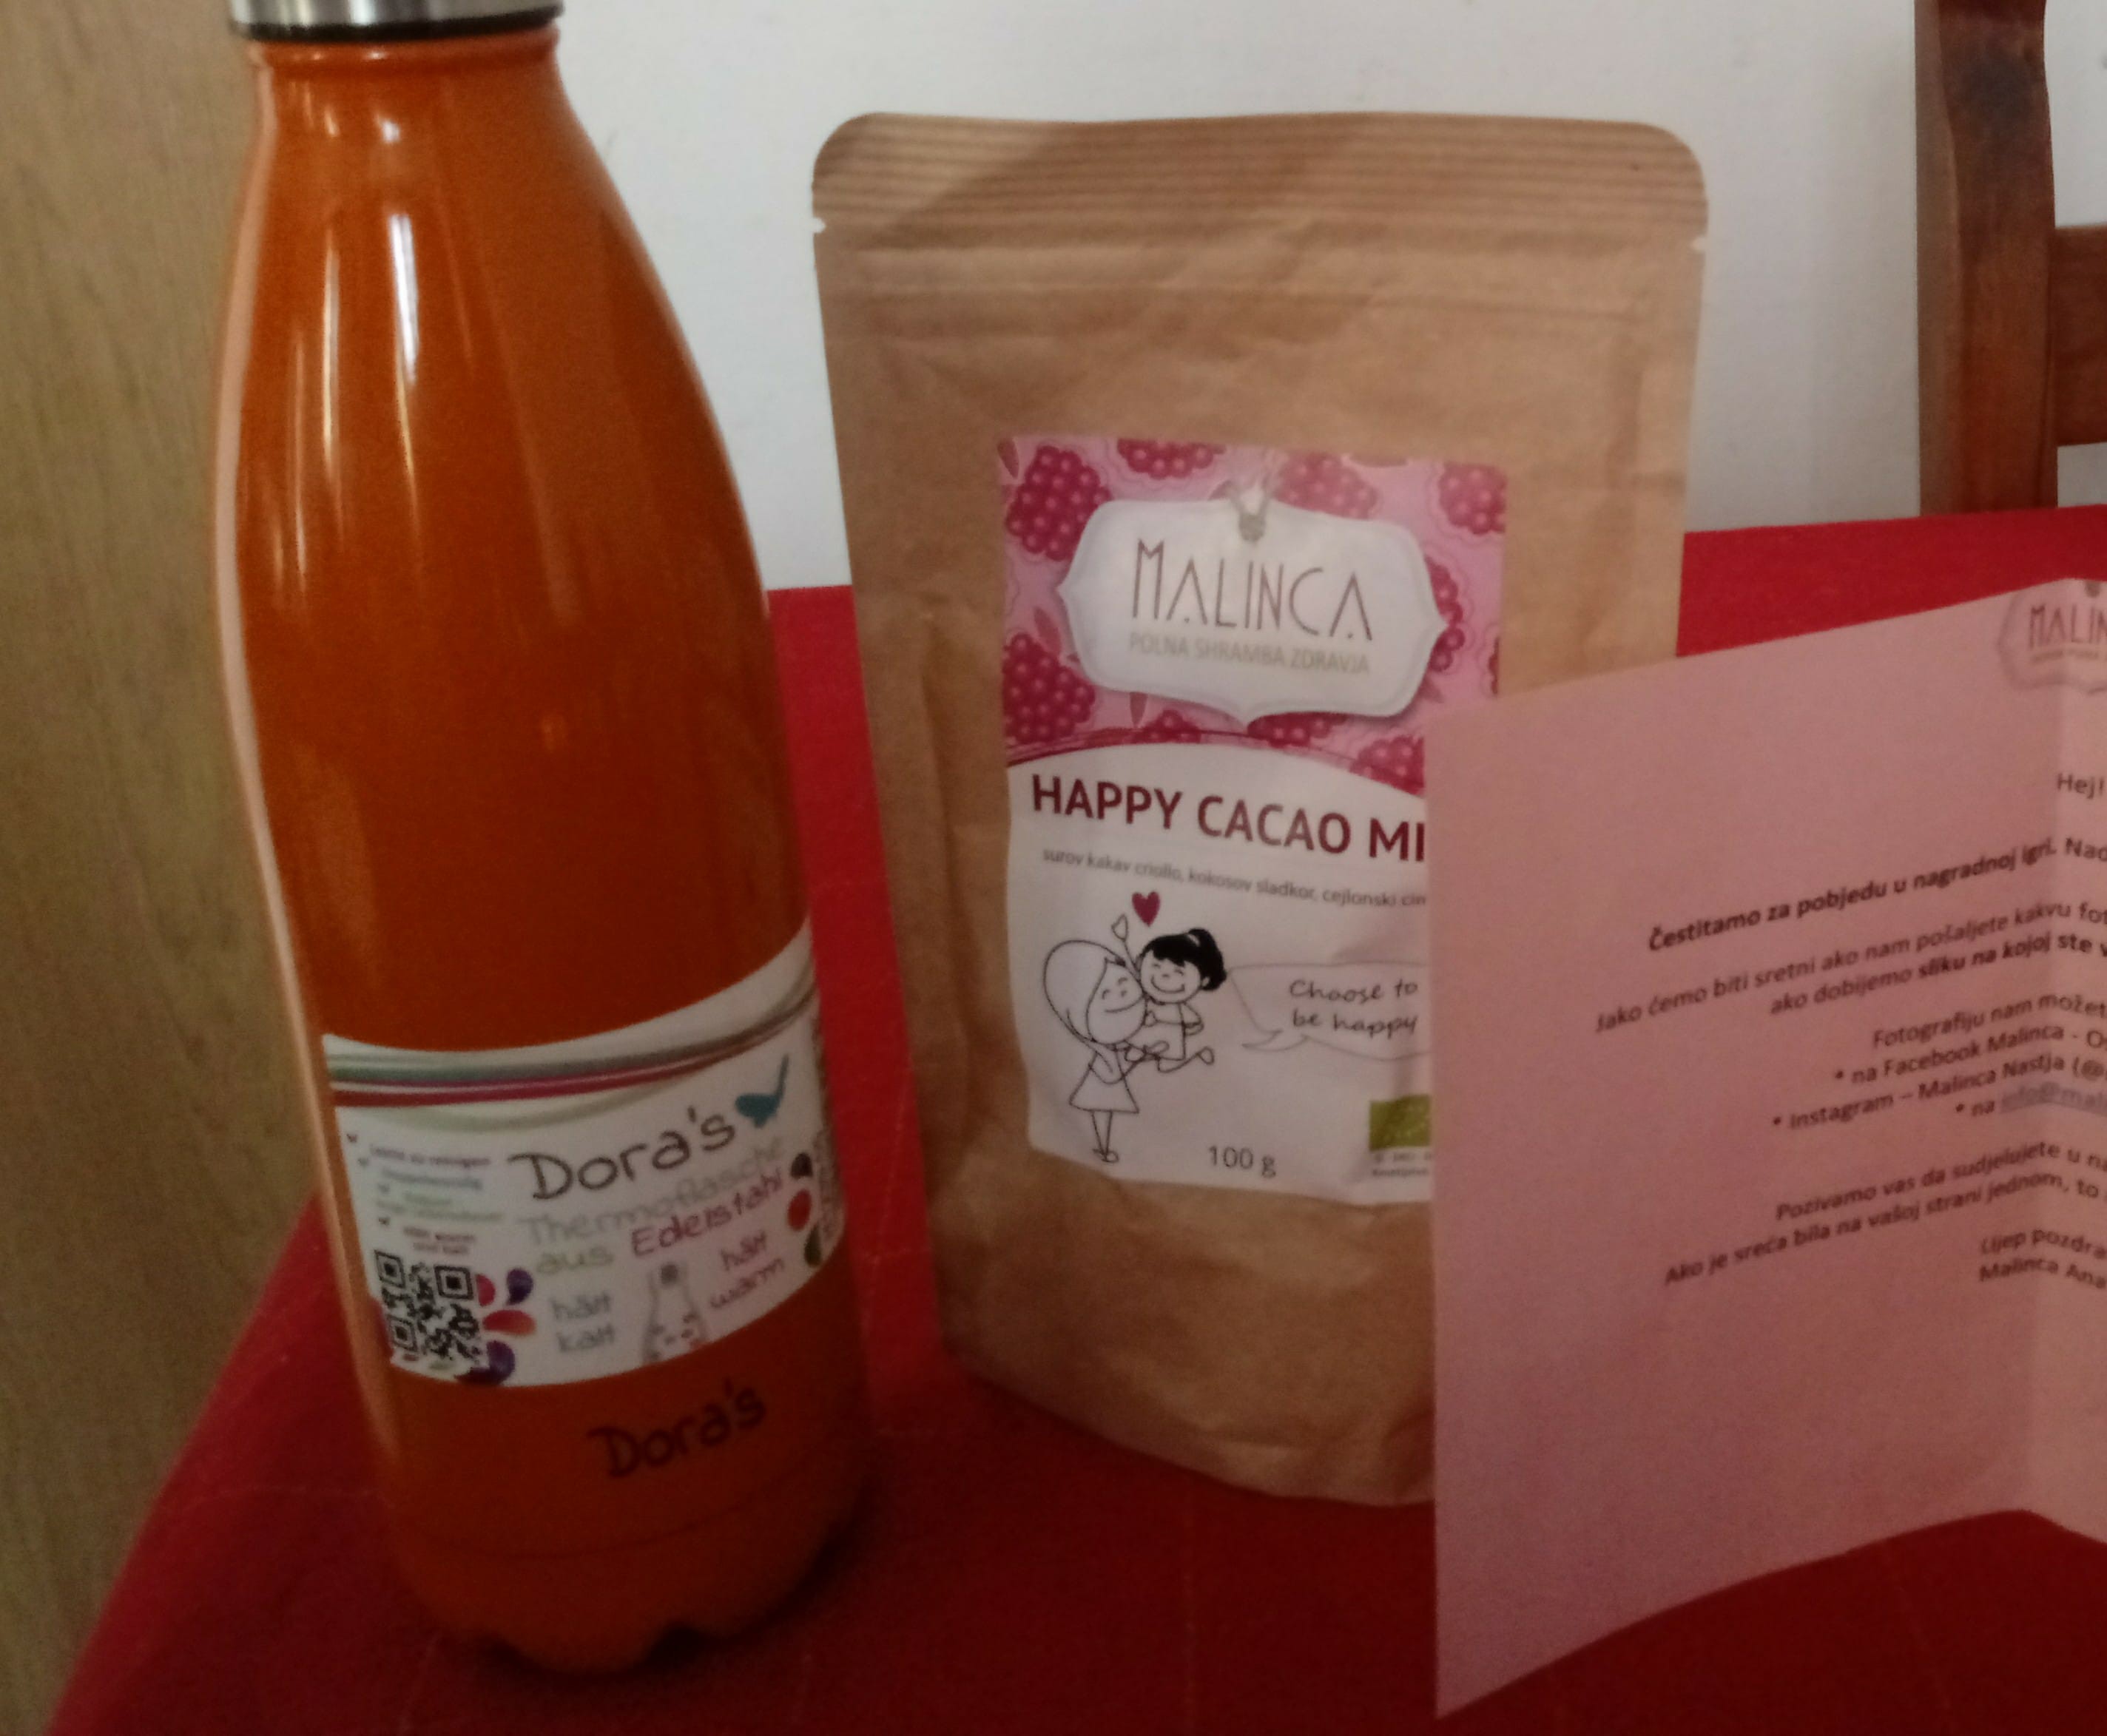 Dora's
Thermoflasche
aus Edelstahl
hält
kalt
hält
warm
Dora's
MALINCA
POLNA SHRAMBA ZDRAVJA
HAPPY CACAO MI
surov kakav criollo, kokosov sladkor, cejlonski cim
Choose to
be happy
100 g
MALIN
Hej!
Čestitamo za pobjedu u nagradnoj igri. Nad
Jako ćemo biti sretni ako nam pošaljete kakvu fot
ako dobijemo sliku na kojoj ste v
Fotografiju nam možet
* na Facebook Malinca - O
* Instagram – Malinca Nastja (@
* na
Pozivamo vas da sudjelujete u na
Ako je sreća bila na vašoj strani jednom, to
Lijep pozdra
Malinca Ana